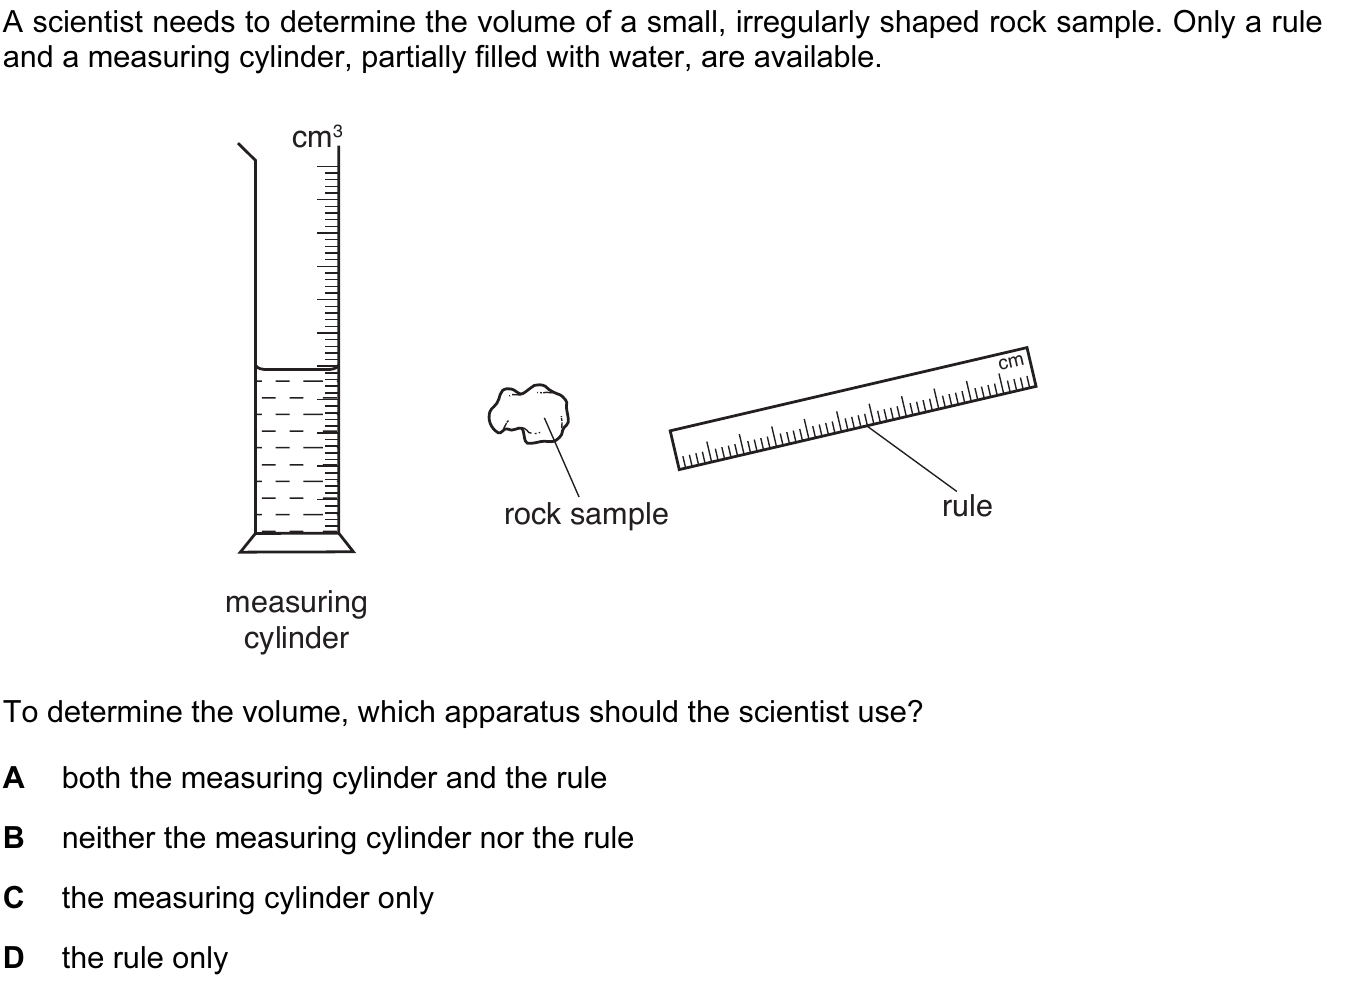 A scientist needs to determine the volume of a small, irregularly shaped rock sample. Only a rule
and a measuring cylinder, partially filled with water, are available.
cm³
cm
rock sample
rule
measuring
cylinder
To determine the volume, which apparatus should the scientist use?
A both the measuring cylinder and the rule
B neither the measuring cylinder nor the rule
C the measuring cylinder only
D the rule only